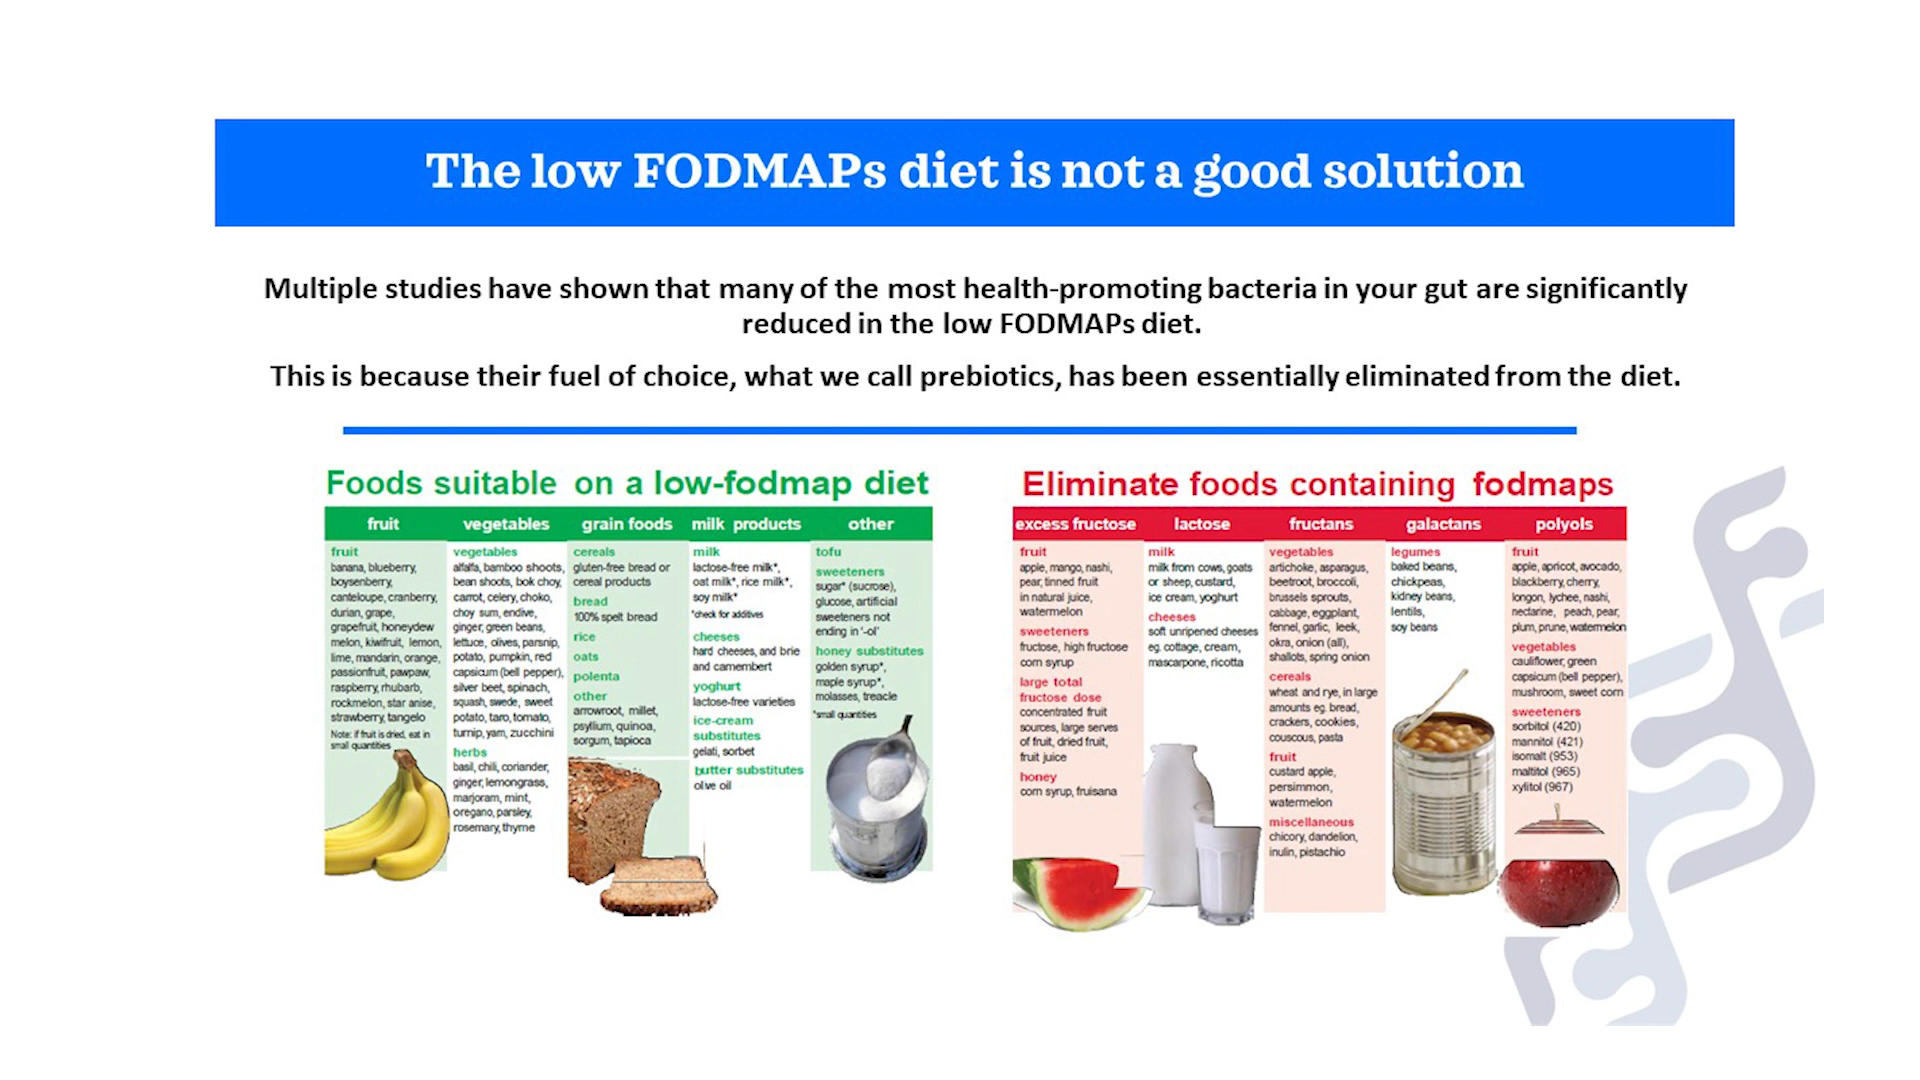 The low FODMAPs diet is not a good solution
Multiple studies have shown that many of the most health-promoting bacteria in your gut are significantly
reduced in the low FODMAPs diet.
This is because their fuel of choice, what we call prebiotics, has been essentially eliminated from the diet.
Foods suitable on a low-fodmap diet
fruit
fruit
banana, blueberry,
boysenberry,
canteloupe, cranberry,
durian, grape,
grapefruit, honeydew
melon, kiwifruit, lemon,
lime, mandarin, orange,
passionfruit, pawpaw,
raspberry, rhubarb,
rockmelon, star anise,
strawberry, tangelo
Note: if fruit is dried, eat in
small quantities
vegetables
vegetables
alfalfa, bamboo shoots,
bean shoots, bok choy,
carrot, celery, choko,
choy sum, endive,
ginger, green beans,
lettuce, olives, parsnip,
potato, pumpkin, red
capsicum (bell pepper),
silver beet, spinach,
squash, swede, sweet
potato, taro, tomato,
turnip, yam, zucchini
herbs
basil, chili, coriander,
ginger, lemongrass,
marjoram, mint,
oregano, parsley,
rosemary, thyme
grain foods
cereals
gluten-free bread or
cereal products
bread
100% spelt bread
rice
oats
polenta
other
arrowroot, millet,
psyllium, quinoa,
sorgum, tapioca
milk products
milk
lactose-free milk*,
oat milk*, rice milk*,
soy milk*
*check for additives
cheeses
hard cheeses, and brie
and camembert
yoghurt
lactose-free varieties
ice-cream
substitutes
gelati, sorbet
butter substitutes
olive oil
other
tofu
sweeteners
sugar* (sucrose),
glucose, artificial
sweeteners not
ending in '-ol'
honey substitutes
golden syrup*,
maple syrup*,
molasses, treacle
*small quantities
Eliminate foods containing fodmaps
excess fructose
fruit
apple, mango, nashi,
pear, tinned fruit
in natural juice,
watermelon
sweeteners
fructose, high fructose
corn syrup
large total
fructose dose
concentrated fruit
sources, large serves
of fruit, dried fruit,
fruit juice
honey
corn syrup, fruisana
lactose
milk
milk from cows, goats
or sheep, custard,
ice cream, yoghurt
cheeses
soft unripened cheeses
eg. cottage, cream,
mascarpone, ricotta
fructans
vegetables
artichoke, asparagus,
beetroot, broccoli,
brussels sprouts,
cabbage, eggplant,
fennel, garlic, leek,
okra, onion (all),
shallots, spring onion
cereals
wheat and rye, in large
amounts eg. bread,
crackers, cookies,
couscous, pasta
fruit
custard apple,
persimmon,
watermelon
miscellaneous
chicory, dandelion,
inulin, pistachio
galactans
legumes
baked beans,
chickpeas,
kidney beans,
lentils,
soy beans
polyols
fruit
apple, apricot, avocado,
blackberry, cherry,
longon, lychee, nashi,
nectarine, peach, pear,
plum, prune, watermelon
vegetables
cauliflower, green
capsicum (bell pepper),
mushroom, sweet corn
sweeteners
sorbitol (420)
mannitol (421)
isomalt (953)
maltitol (965)
xylitol (967)